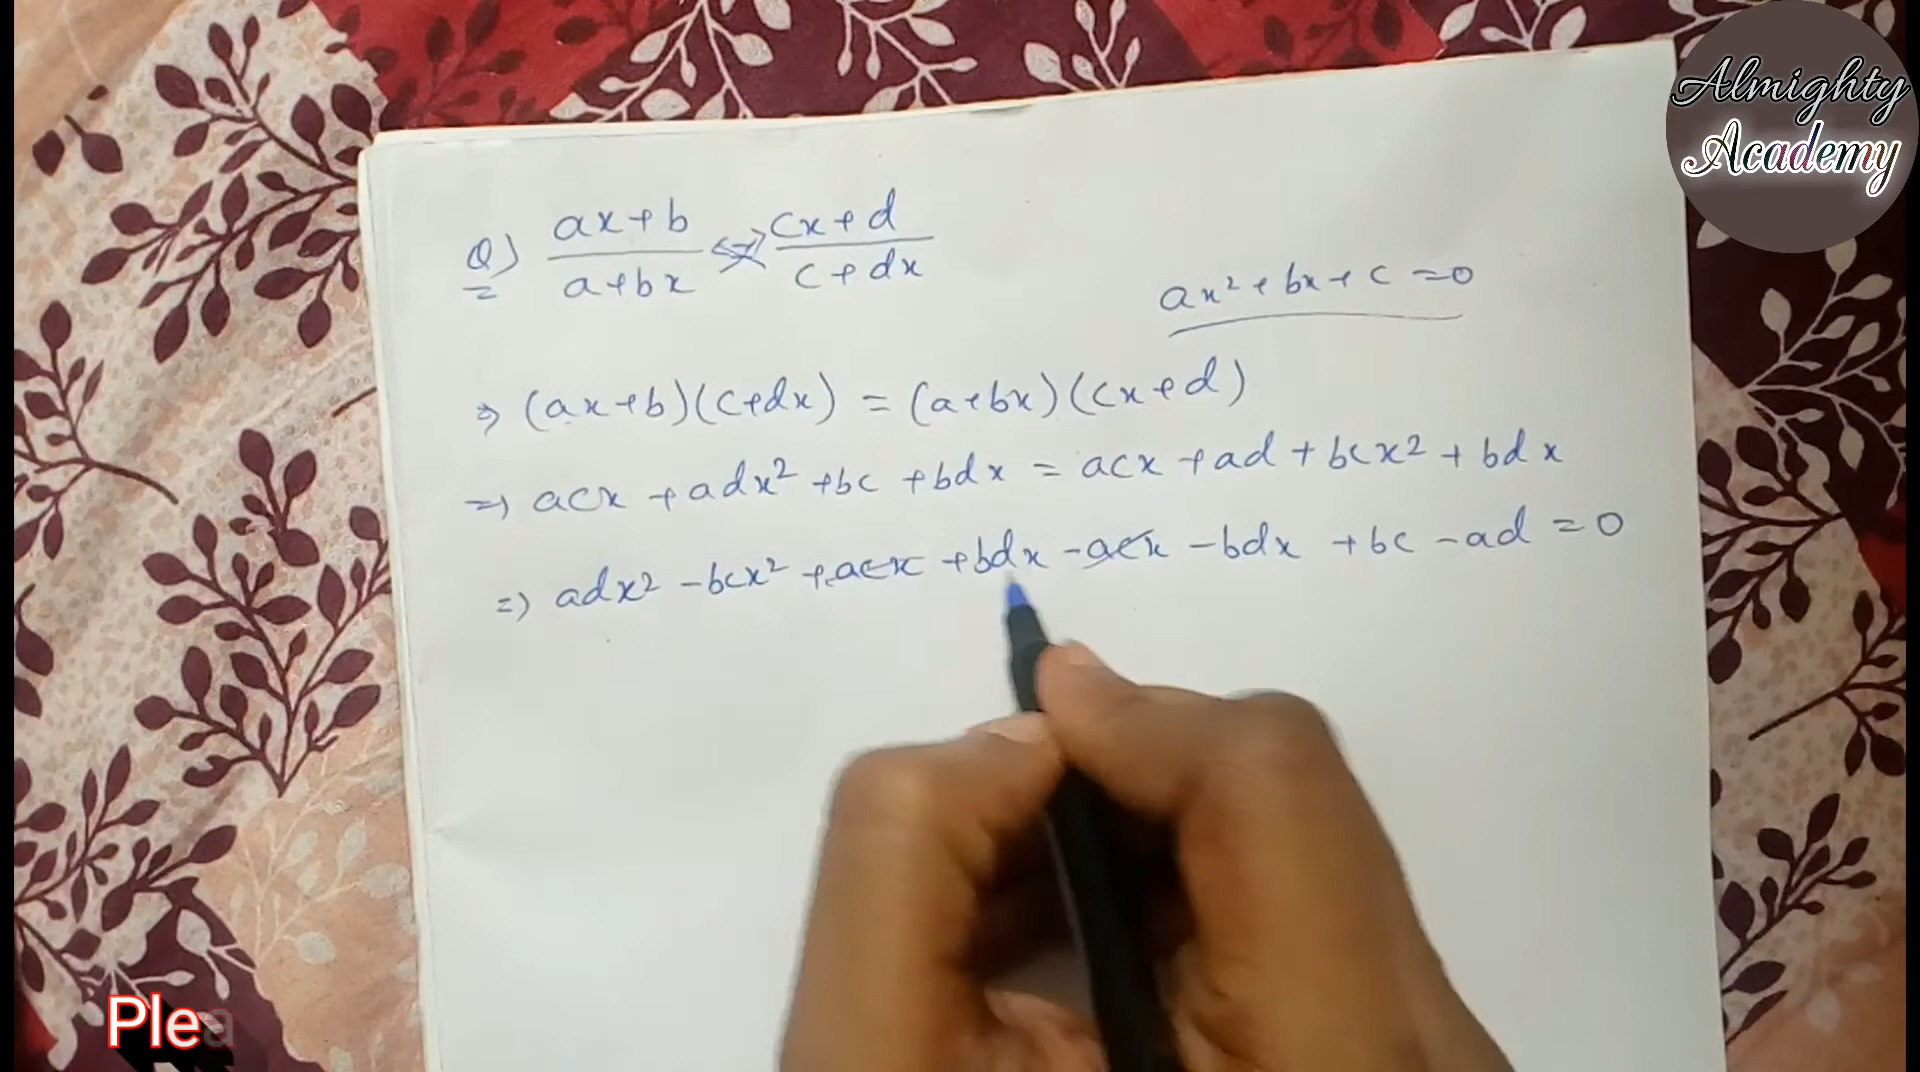 Almighty
Academy
Q) ax+b / a+bx = cx+d / c+dx
ax² + bx + c = 0
⇒ (ax+b)(c+dx) = (a+bx)(cx+d)
⇒ acx + adx² + bc + bdx = acx + ad + bcx² + bdx
⇒ adx² - bcx² + acx + bdx - acx - bdx + bc - ad = 0
Plea